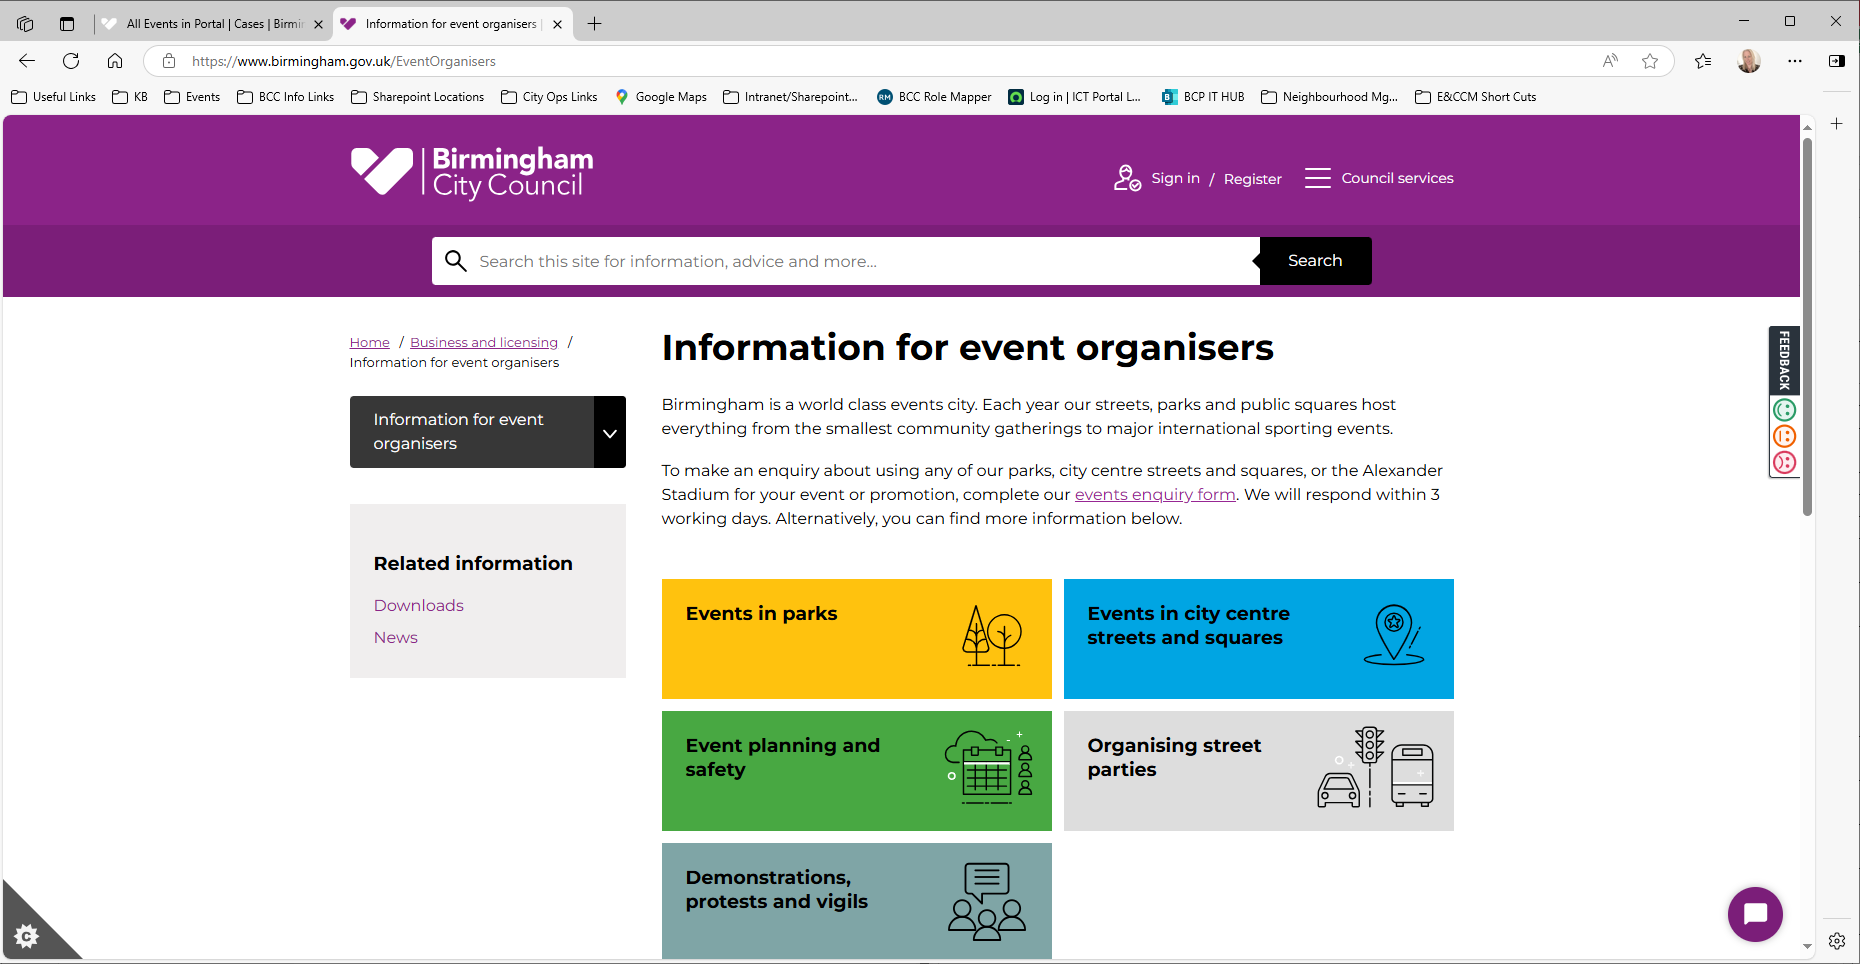 All Events in Portal | Cases | Birmi
Information for event organisers |
https://www.birmingham.gov.uk/EventOrganisers
Useful Links
KB
Events
BCC Info Links
Sharepoint Locations
City Ops Links
Google Maps
Intranet/Sharepoint...
RM
BCC Role Mapper
Log in | ICT Portal L...
B
BCP IT HUB
Neighbourhood Mg...
E&CCM Short Cuts
Birmingham
City Council
Sign in / Register
Council services
Search this site for information, advice and more...
Search
Home / Business and licensing /
Information for event organisers
Information for event
organisers
Related information
Downloads
News
Information for event organisers
Birmingham is a world class events city. Each year our streets, parks and public squares host
everything from the smallest community gatherings to major international sporting events.
To make an enquiry about using any of our parks, city centre streets and squares, or the Alexander
Stadium for your event or promotion, complete our events enquiry form. We will respond within 3
working days. Alternatively, you can find more information below.
Events in parks
Events in city centre
streets and squares
Event planning and
safety
Organising street
parties
Demonstrations,
protests and vigils
FEEDBACK
C